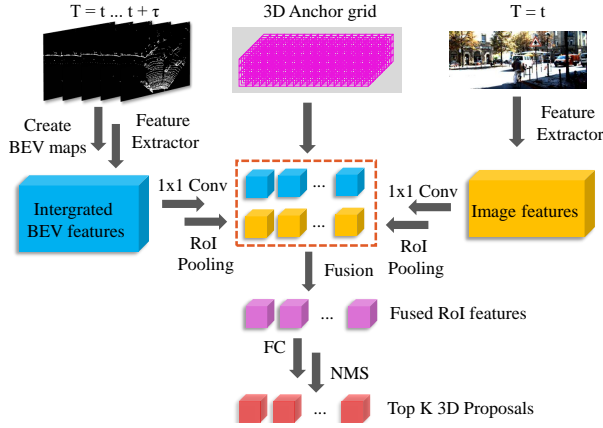 T = t ... t + τ
3D Anchor grid
T = t
Create
BEV maps
Feature
Extractor
Feature
Extractor
Intergrated
BEV features
1x1 Conv
RoI
Pooling
...
...
1x1 Conv
RoI
Pooling
Image features
Fusion
...
Fused RoI features
FC
NMS
...
Top K 3D Proposals